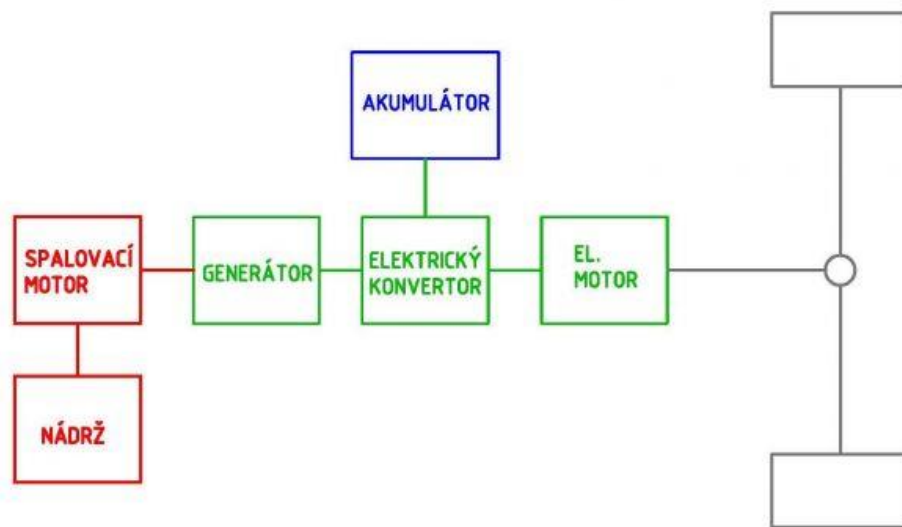 AKUMULÁTOR
SPALOVACÍ
MOTOR
GENERÁTOR
ELEKTRICKÝ
KONVERTOR
EL.
MOTOR
NÁDRŽ